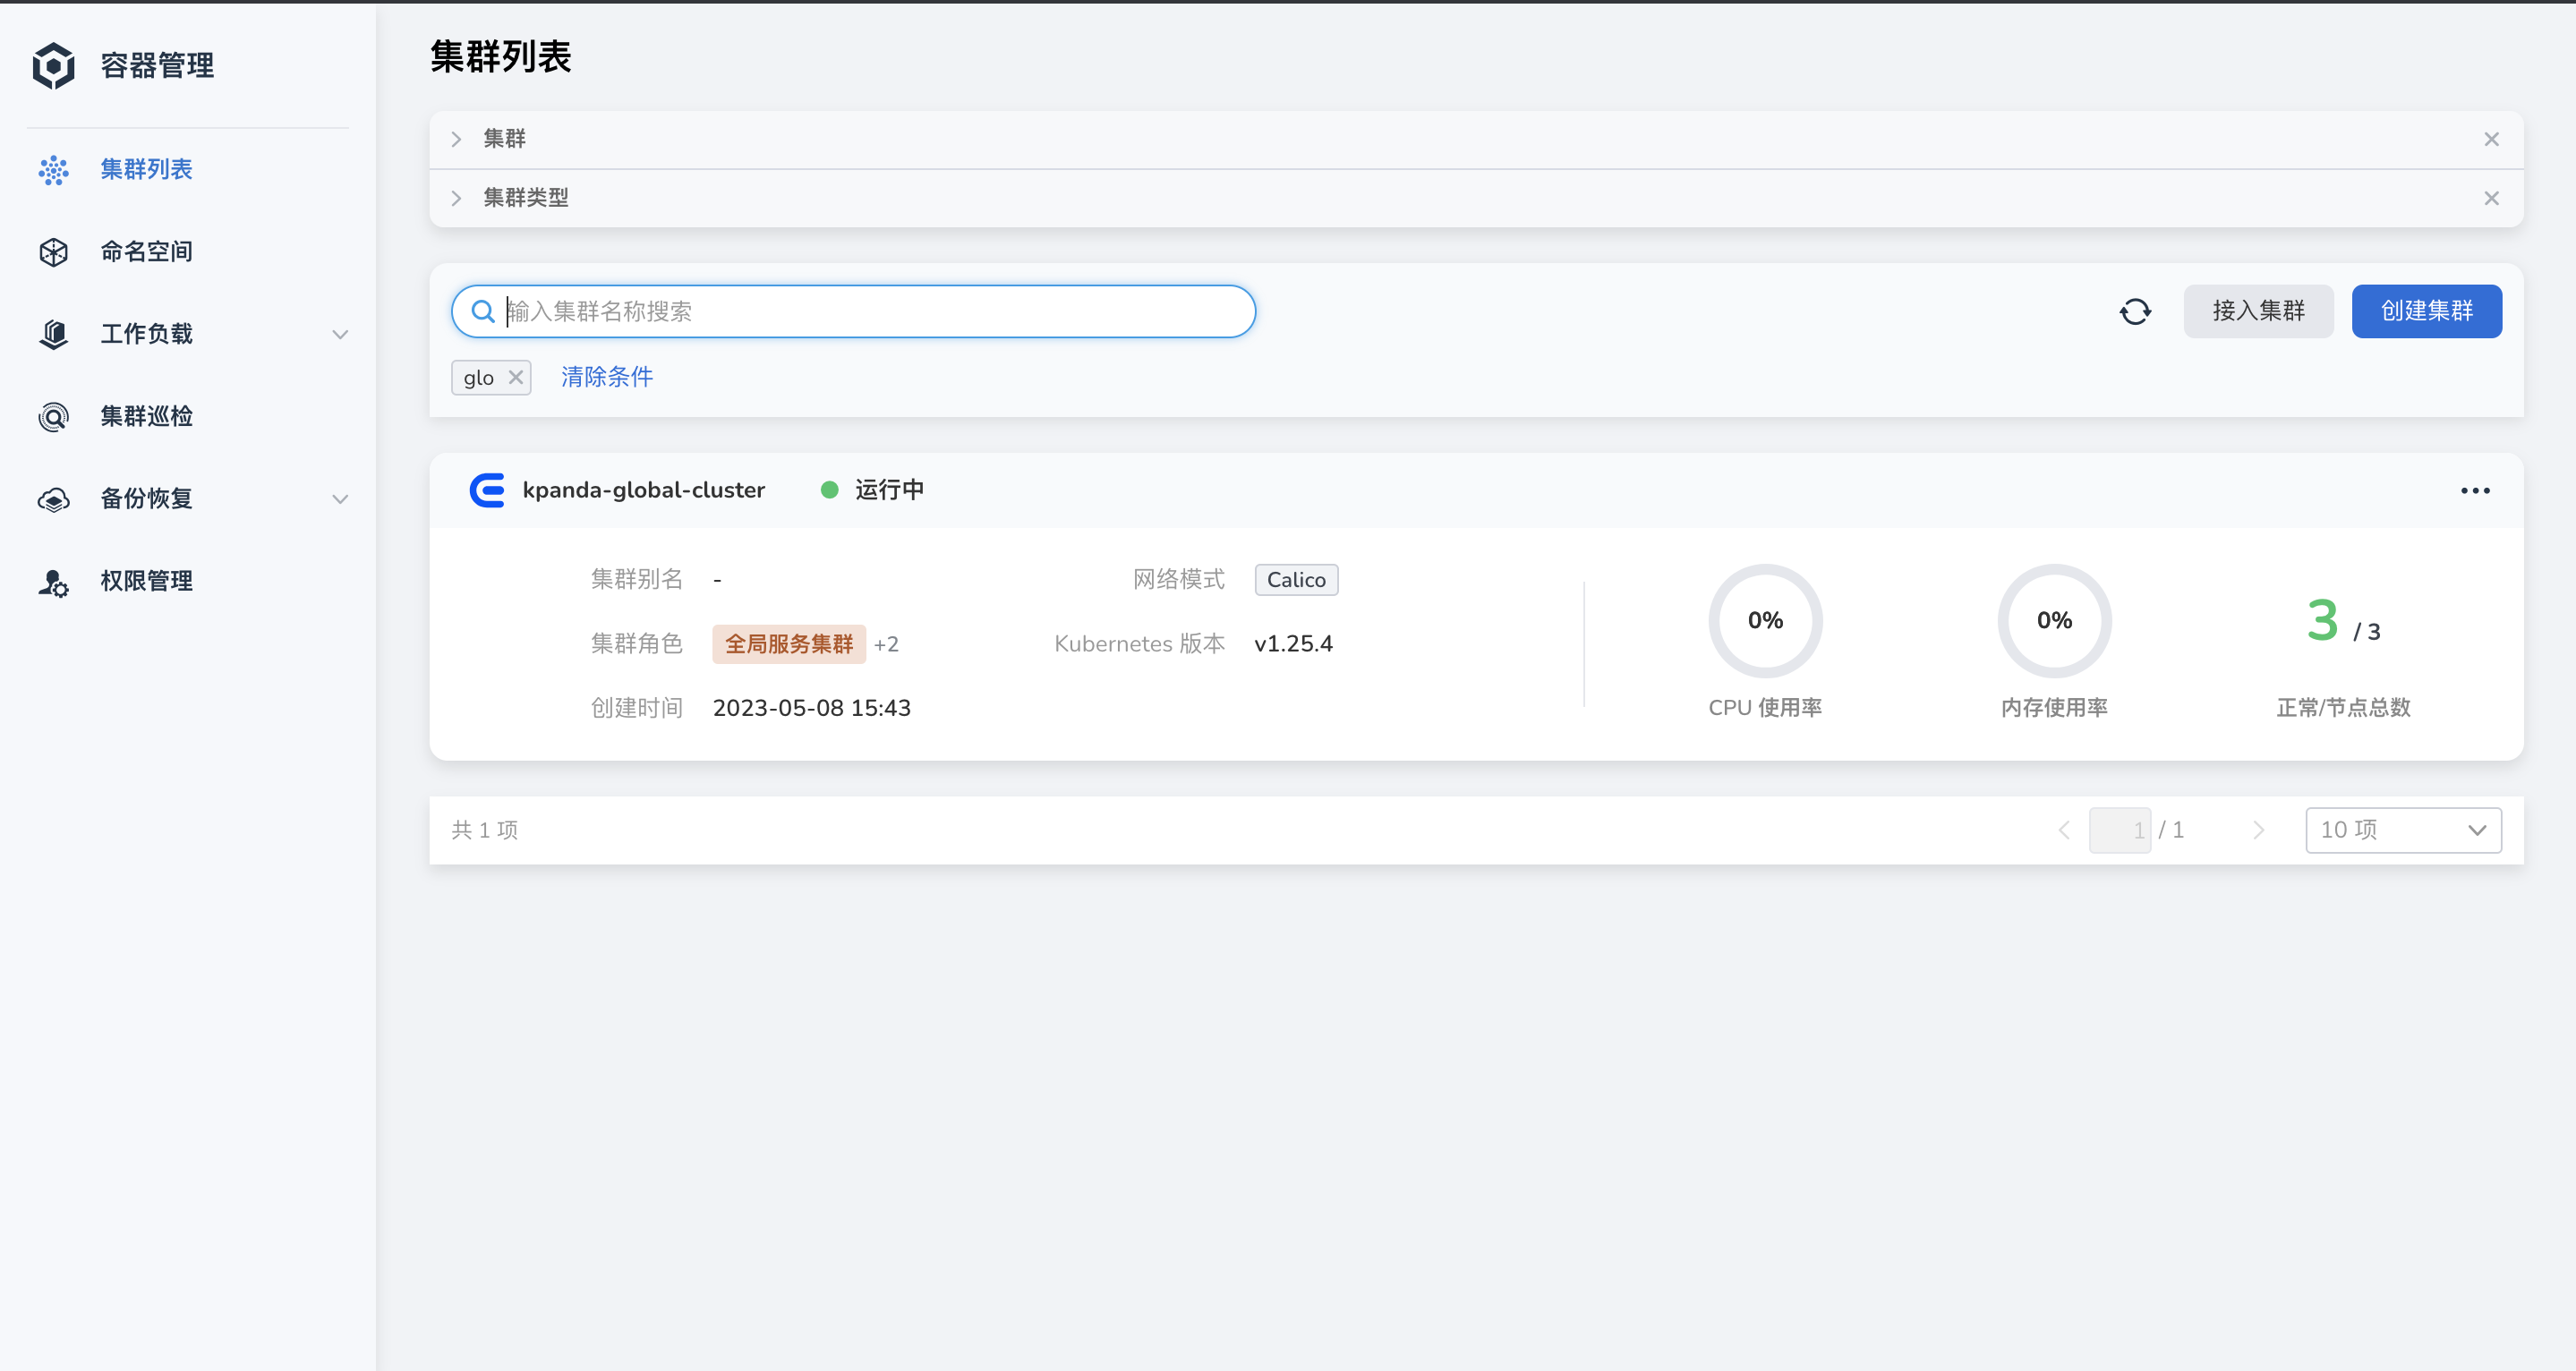 容器管理
集群列表
命名空间
工作负载
集群巡检
备份恢复
权限管理
集群列表
集群
集群类型
输入集群名称搜索
接入集群
创建集群
glo
清除条件
kpanda-global-cluster
运行中
集群别名 -
网络模式 Calico
集群角色 全局服务集群 +2
Kubernetes 版本 v1.25.4
创建时间 2023-05-08 15:43
0%
CPU 使用率
0%
内存使用率
3 / 3
正常/节点总数
共 1 项
1 / 1
10 项